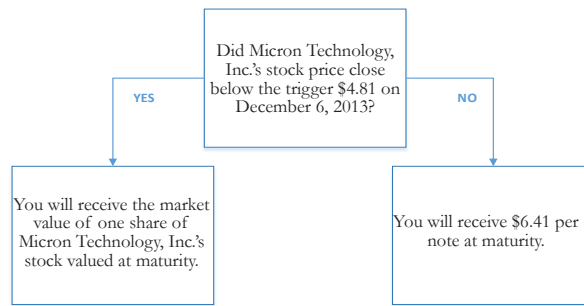 Did Micron Technology,
Inc.'s stock price close
below the trigger $4.81 on
December 6, 2013?
YES
NO
You will receive the market
value of one share of
Micron Technology, Inc.'s
stock valued at maturity.
You will receive $6.41 per
note at maturity.